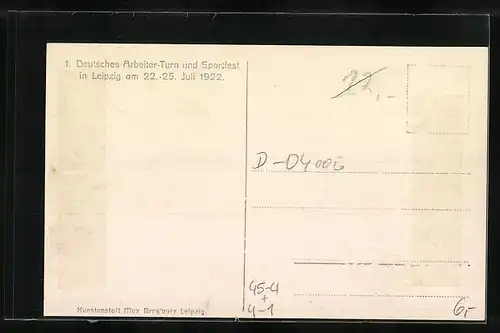 1. Deutsches Arbeiter-Turn und Sportfest
in Leipzig am 22.-25. Juli 1922.
22,-
D-04006
45-4
+
4-1
6,-
Kunstanstalt Max Breslauer Leipzig.